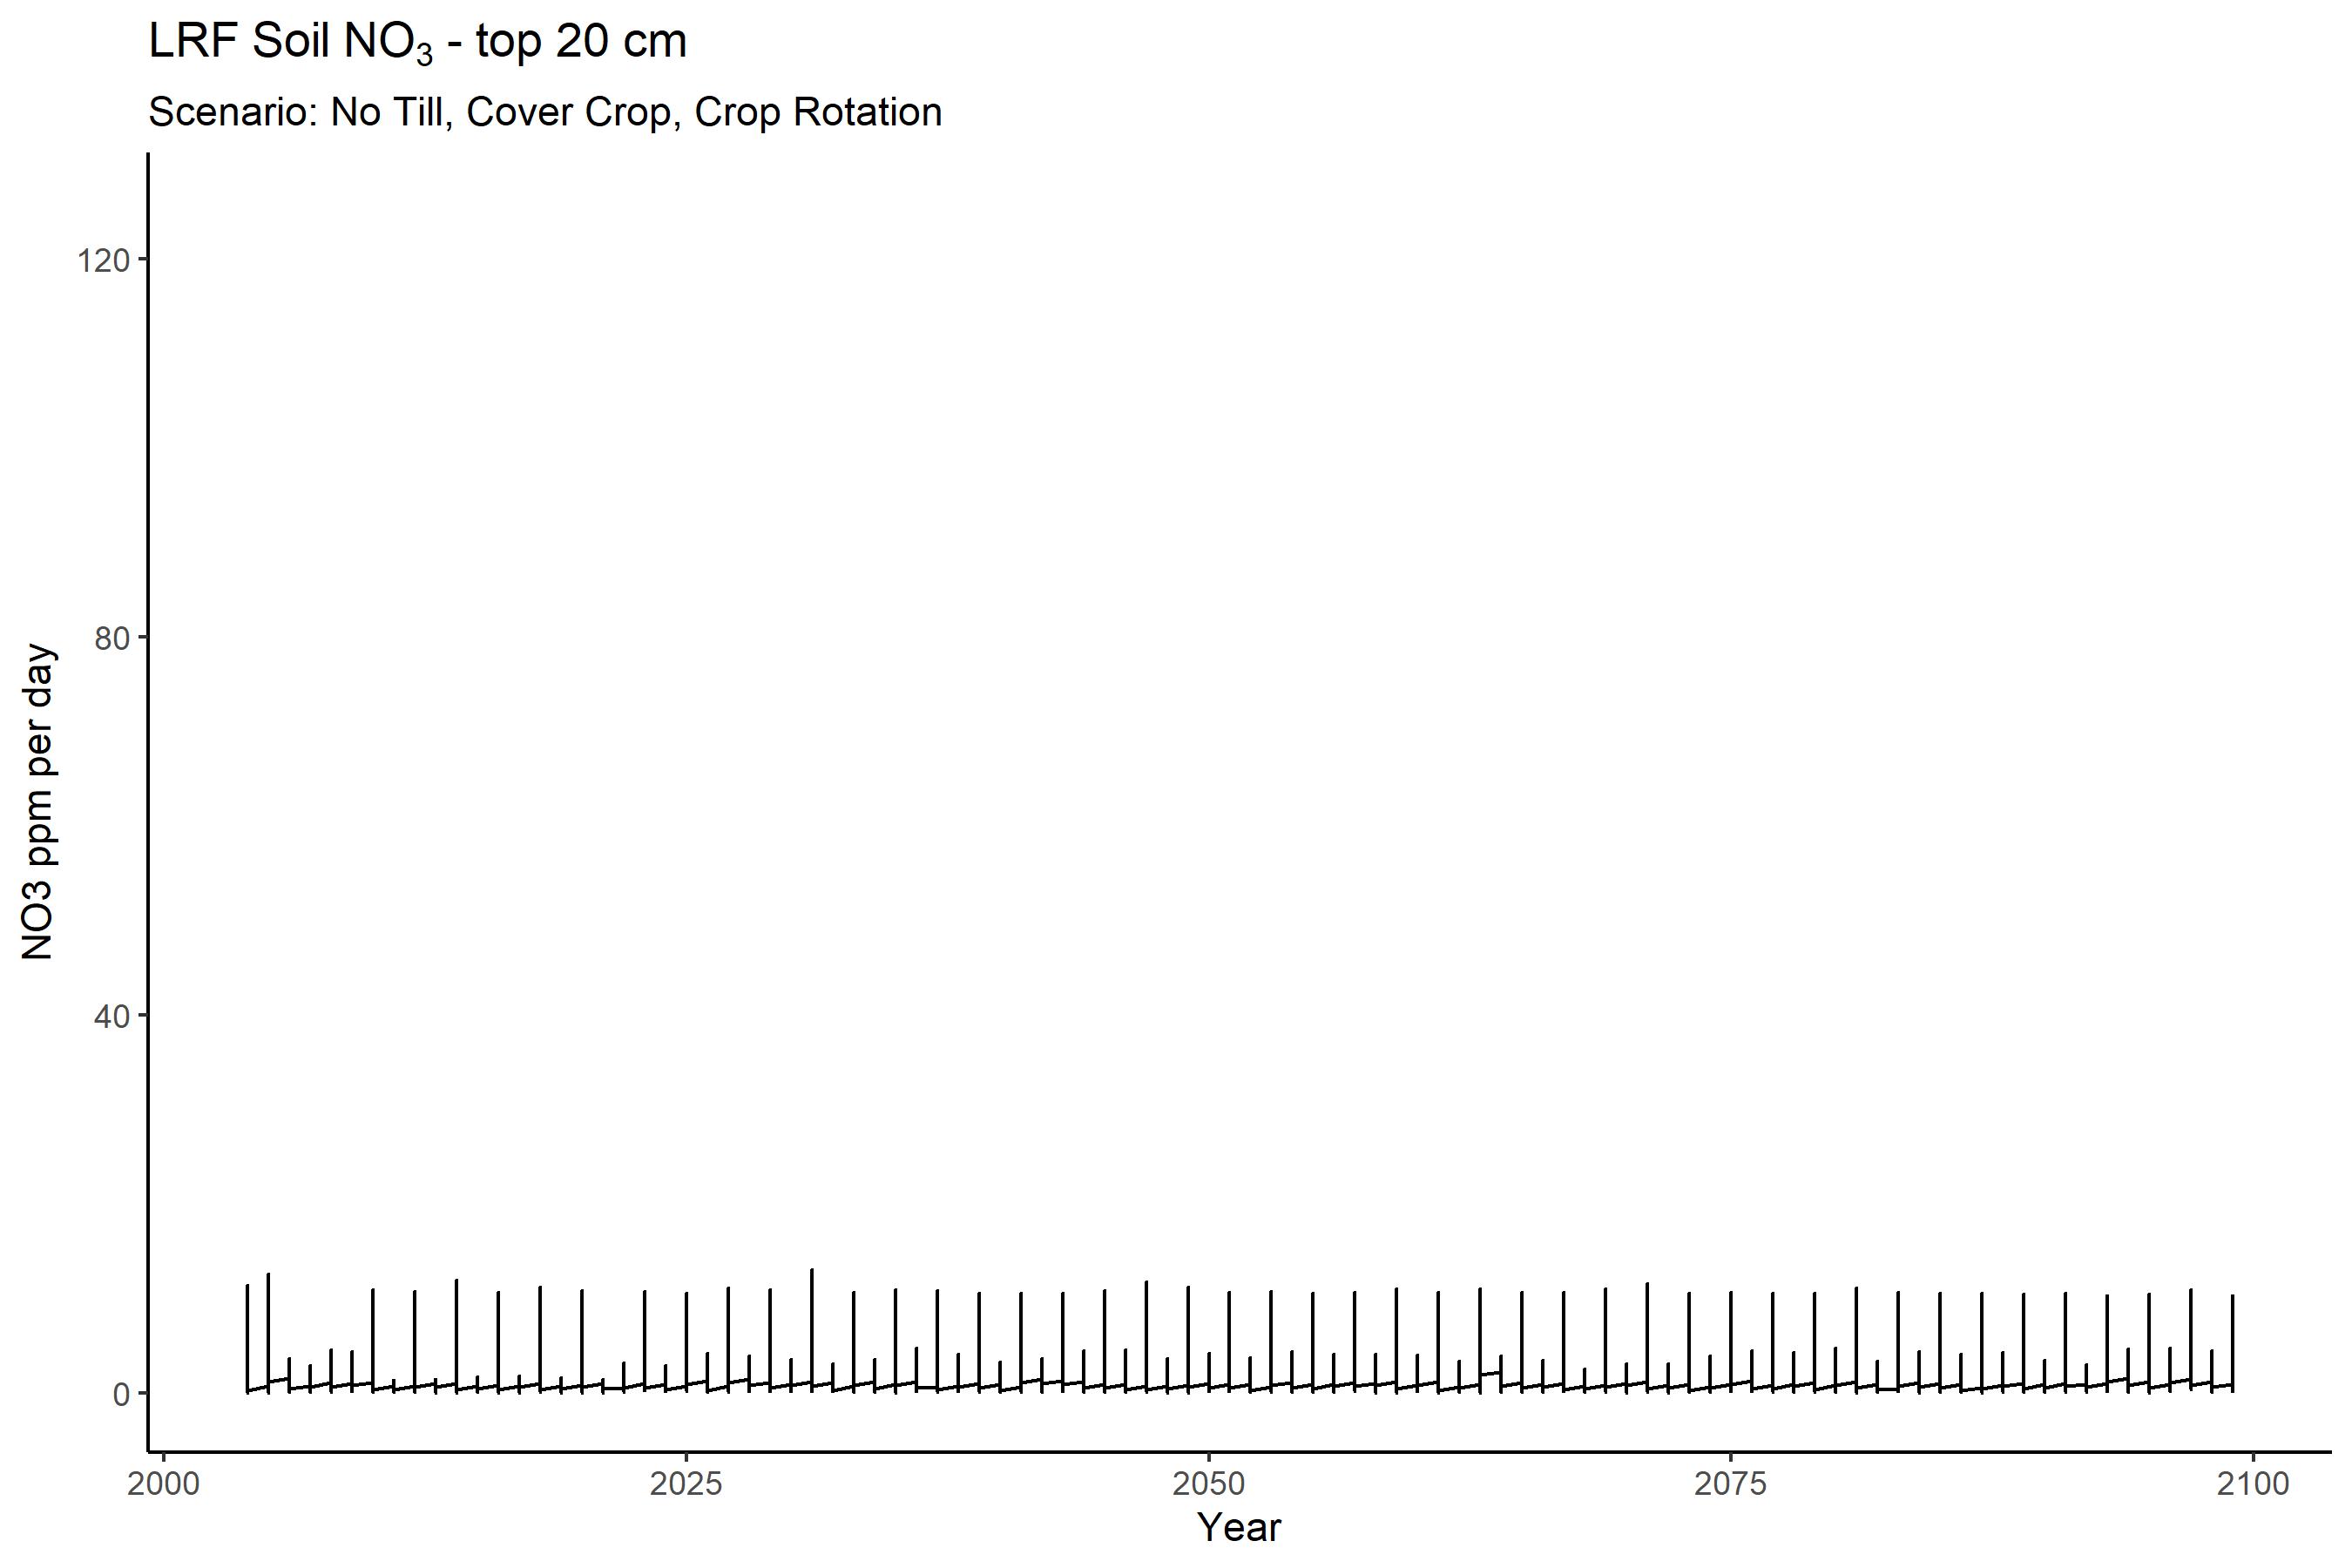 LRF Soil NO₃ - top 20 cm
Scenario: No Till, Cover Crop, Crop Rotation
NO3 ppm per day
120
80
40
0
2000 2025 2050 2075 2100
Year